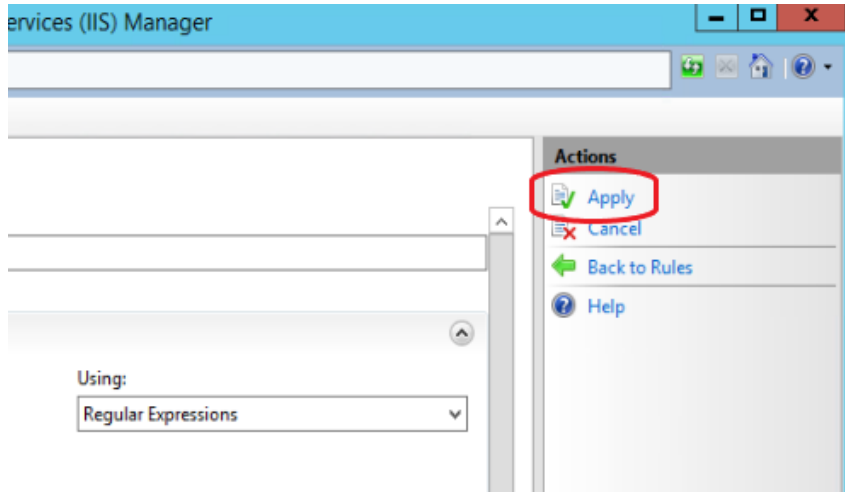 ervices (IIS) Manager
Actions
Apply
Cancel
Back to Rules
Help
Using:
Regular Expressions